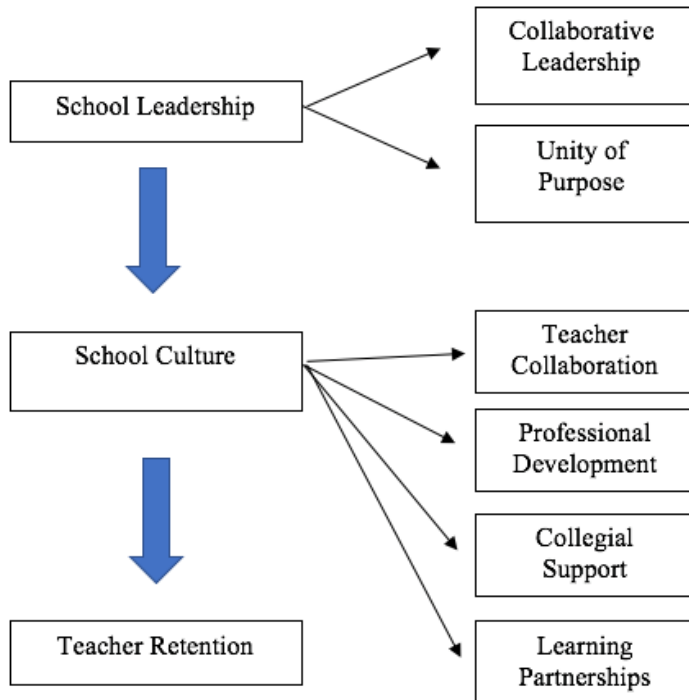 School Leadership
Collaborative
Leadership
Unity of
Purpose
School Culture
Teacher
Collaboration
Professional
Development
Collegial
Support
Teacher Retention
Learning
Partnerships